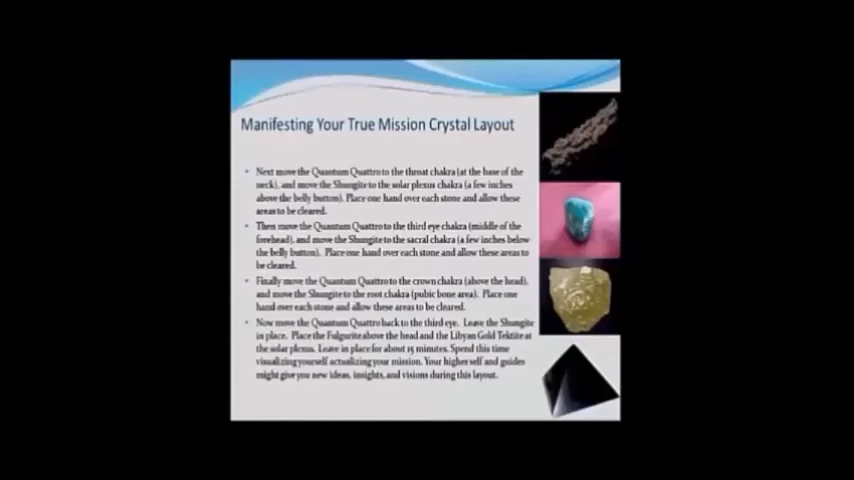 Manifesting Your True Mission Crystal Layout
Next move the Quantum Quattro to the throat chakra (at the base of the
neck), and move the Shungite to the solar plexus chakra (a few inches
above the belly button). Place one hand over each stone and allow these
areas to be cleared.
Then move the Quantum Quattro to the third eye chakra (middle of the
forehead), and move the Shungite to the sacral chakra (a few inches below
the belly button). Place one hand over each stone and allow these areas to
be cleared.
Finally move the Quantum Quattro to the crown chakra (above the head),
and move the Shungite to the root chakra (pubic bone area). Place one
hand over each stone and allow these areas to be cleared.
Now move the Quantum Quattro back to the third eye. Leave the Shungite
in place. Place the Fulgurite above the head and the Libyan Gold Tektite at
the solar plexus. Leave in place for about 15 minutes. Spend this time
visualizing yourself actualizing your mission. Your higher self and guides
might give you new ideas, insights, and visions during this layout.